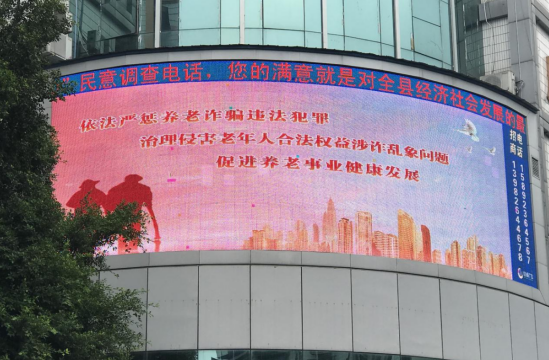 民意调查电话，您的满意就是对全县经济社会发展的
依法严惩养老诈骗违法犯罪
治理侵害老年人合法权益涉诈乱象问题
促进养老事业健康发展
招商
电话
15892364567
13982544678